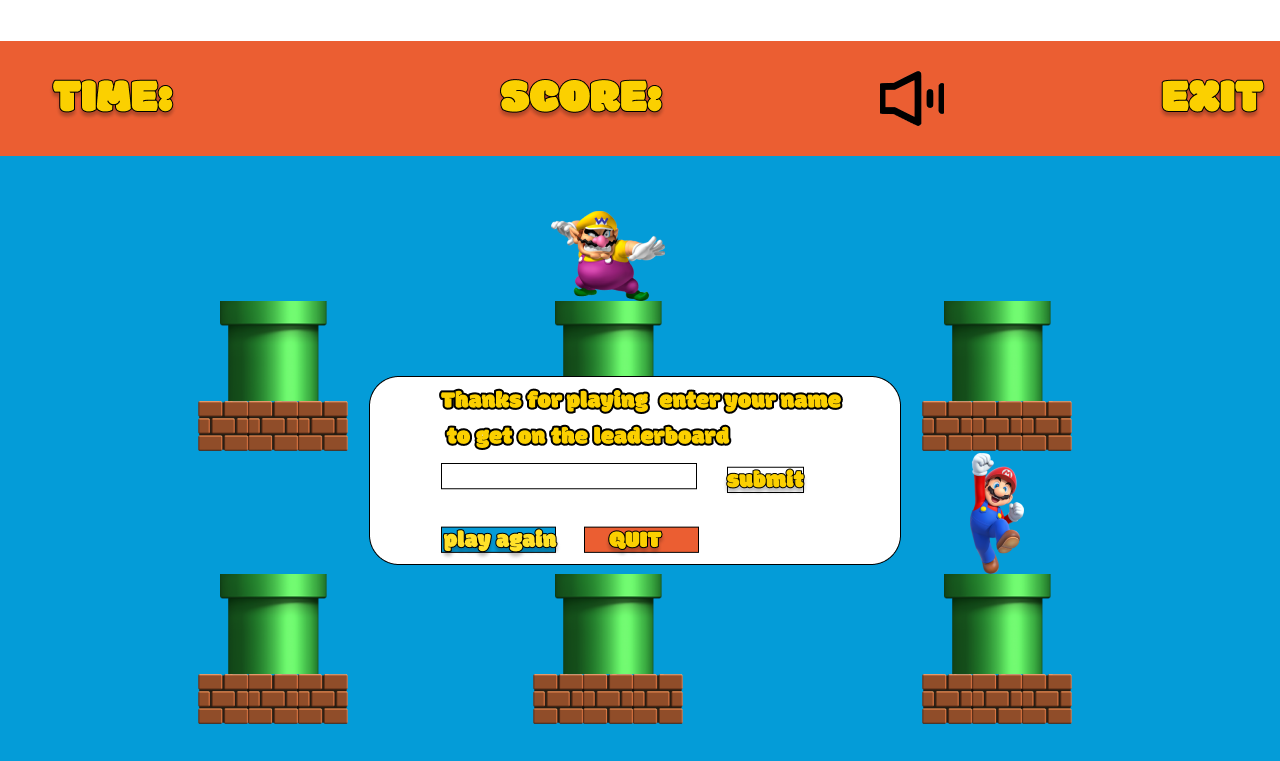 TIME: SCORE: EXIT
W
Thanks for playing enter your name
to get on the leaderboard
submit
play again QUIT